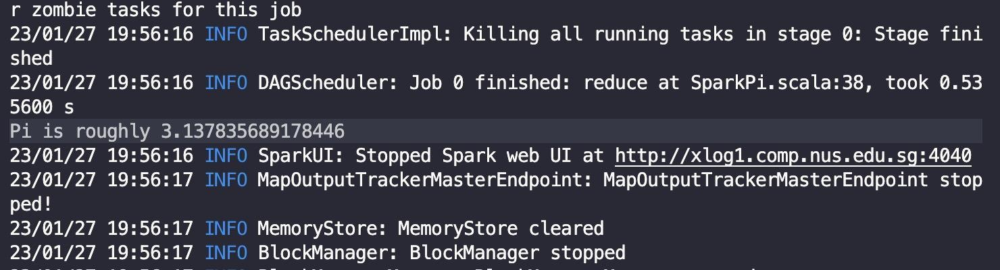 r zombie tasks for this job
23/01/27 19:56:16 INFO TaskSchedulerImpl: Killing all running tasks in stage 0: Stage fini
shed
23/01/27 19:56:16 INFO DAGScheduler: Job 0 finished: reduce at SparkPi.scala:38, took 0.53
5600 s
Pi is roughly 3.137835689178446
23/01/27 19:56:16 INFO SparkUI: Stopped Spark web UI at http://xlog1.comp.nus.edu.sg:4040
23/01/27 19:56:17 INFO MapOutputTrackerMasterEndpoint: MapOutputTrackerMasterEndpoint stop
ped!
23/01/27 19:56:17 INFO MemoryStore: MemoryStore cleared
23/01/27 19:56:17 INFO BlockManager: BlockManager stopped